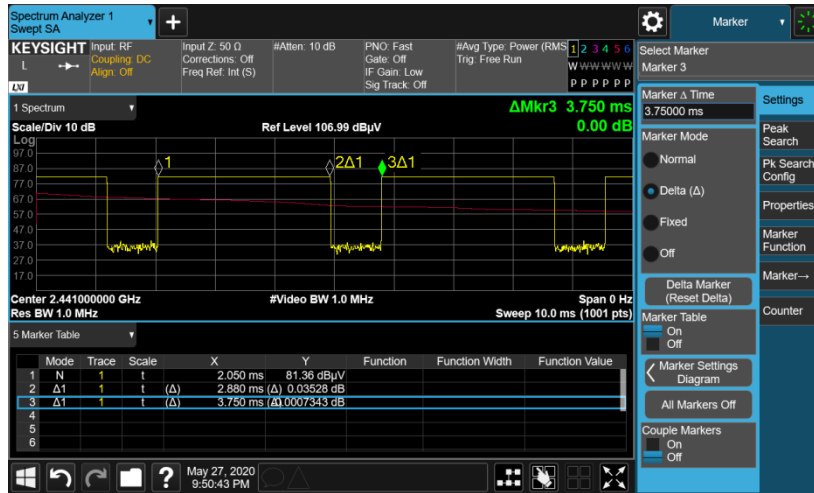 Spectrum Analyzer 1
Swept SA
Marker
KEYSIGHT
L
LXI
Input: RF
Coupling: DC
Align: Off
Input Z: 50 Ω
Corrections: Off
Freq Ref: Int (S)
#Atten: 10 dB
PNO: Fast
Gate: Off
IF Gain: Low
Sig Track: Off
#Avg Type: Power (RMS
Trig: Free Run
1 2 3 4 5 6
W W W W W W
P P P P P P
Select Marker
Marker 3
1 Spectrum
Scale/Div 10 dB
Ref Level 106.99 dBµV
ΔMkr3 3.750 ms
0.00 dB
Log
97.0
87.0
77.0
67.0
57.0
47.0
37.0
27.0
17.0
1
2Δ1
3Δ1
Center 2.441000000 GHz
Res BW 1.0 MHz
#Video BW 1.0 MHz
Span 0 Hz
Sweep 10.0 ms (1001 pts)
5 Marker Table
Mode Trace Scale X Y Function Function Width Function Value
1 N 1 t 2.050 ms 81.36 dBµV
2 Δ1 1 t (Δ) 2.880 ms (Δ) 0.03528 dB
3 Δ1 1 t (Δ) 3.750 ms (Δ)0.0007343 dB
4
5
6
Marker Δ Time
3.75000 ms
Marker Mode
Normal
Delta (Δ)
Fixed
Off
Delta Marker
(Reset Delta)
Marker Table
On
Off
Marker Settings
Diagram
All Markers Off
Couple Markers
On
Off
Settings
Peak
Search
Pk Search
Config
Properties
Marker
Function
Marker→
Counter
?
May 27, 2020
9:50:43 PM